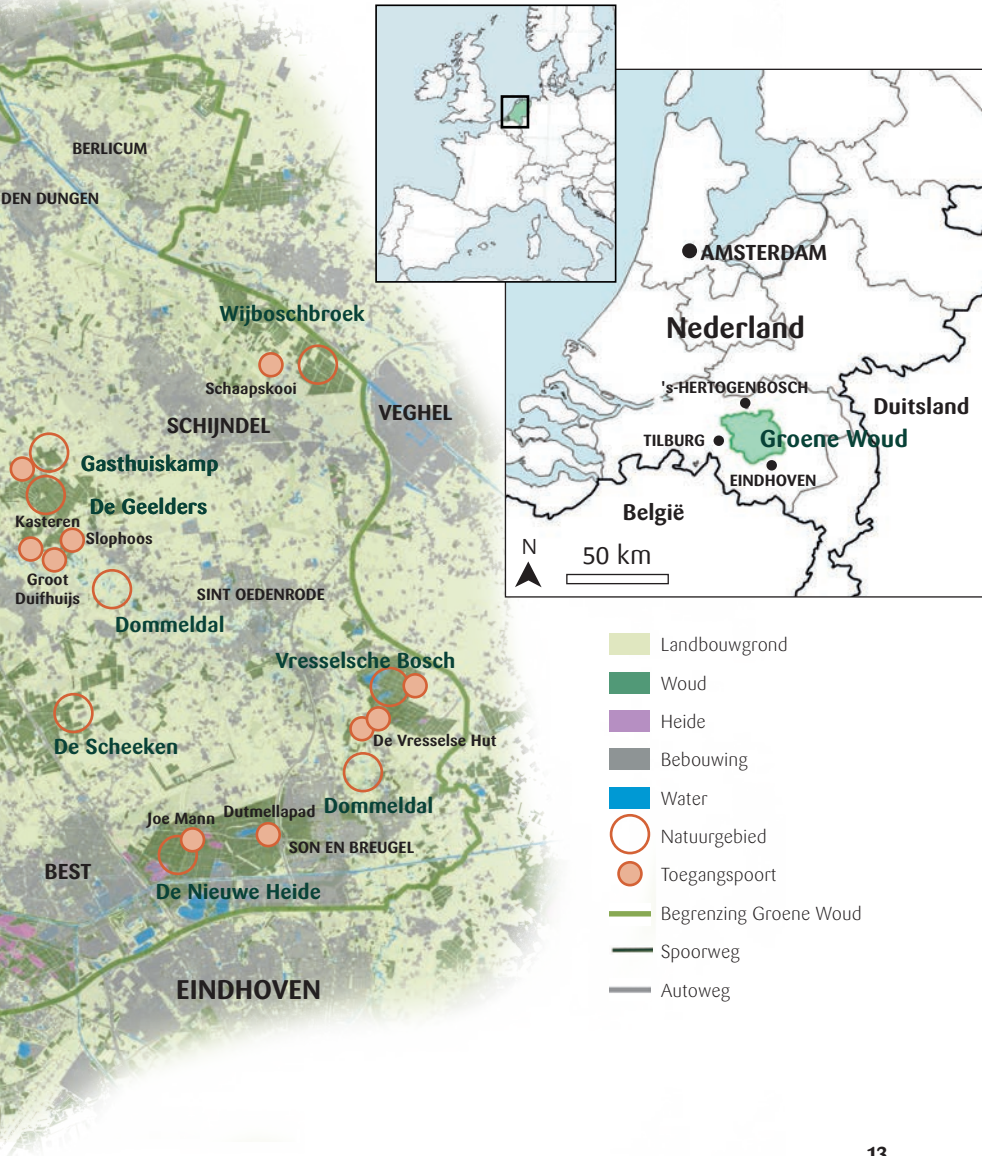 BERLICUM
DEN DUNGEN
Wijboschbroek
Schaapskooi
SCHIJNDEL
VEGHEL
Gasthuiskamp
De Geelders
Kasteren
Slophoos
Groot
Duifhuijs
SINT OEDENRODE
Dommeldal
Vresselsche Bosch
De Scheeken
De Vresselse Hut
Dommeldal
Dutmellapad
Joe Mann
SON EN BREUGEL
BEST
De Nieuwe Heide
EINDHOVEN
AMSTERDAM
Nederland
's-HERTOGENBOSCH
Duitsland
TILBURG
Groene Woud
EINDHOVEN
België
N
50 km
Landbouwgrond
Woud
Heide
Bebouwing
Water
Natuurgebied
Toegangspoort
Begrenzing Groene Woud
Spoorweg
Autoweg
13